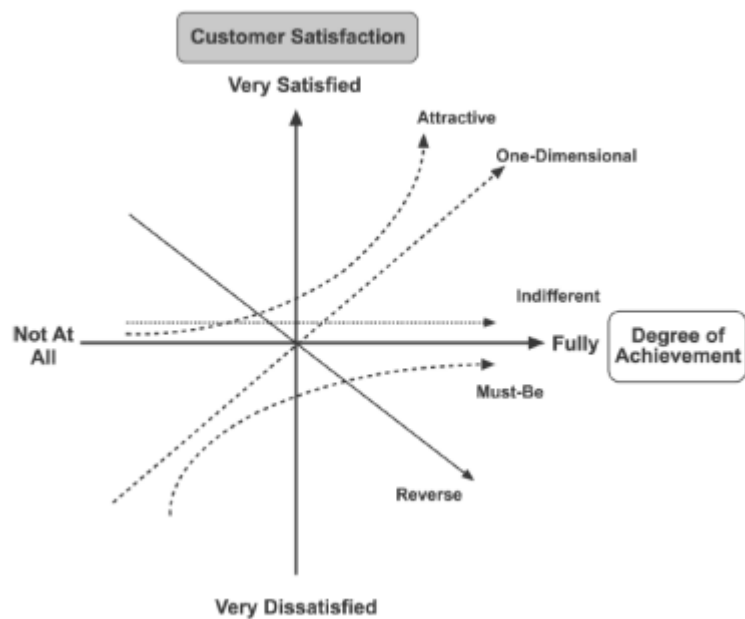 Customer Satisfaction
Very Satisfied
Attractive
One-Dimensional
Indifferent
Not At
All
Fully
Degree of
Achievement
Must-Be
Reverse
Very Dissatisfied